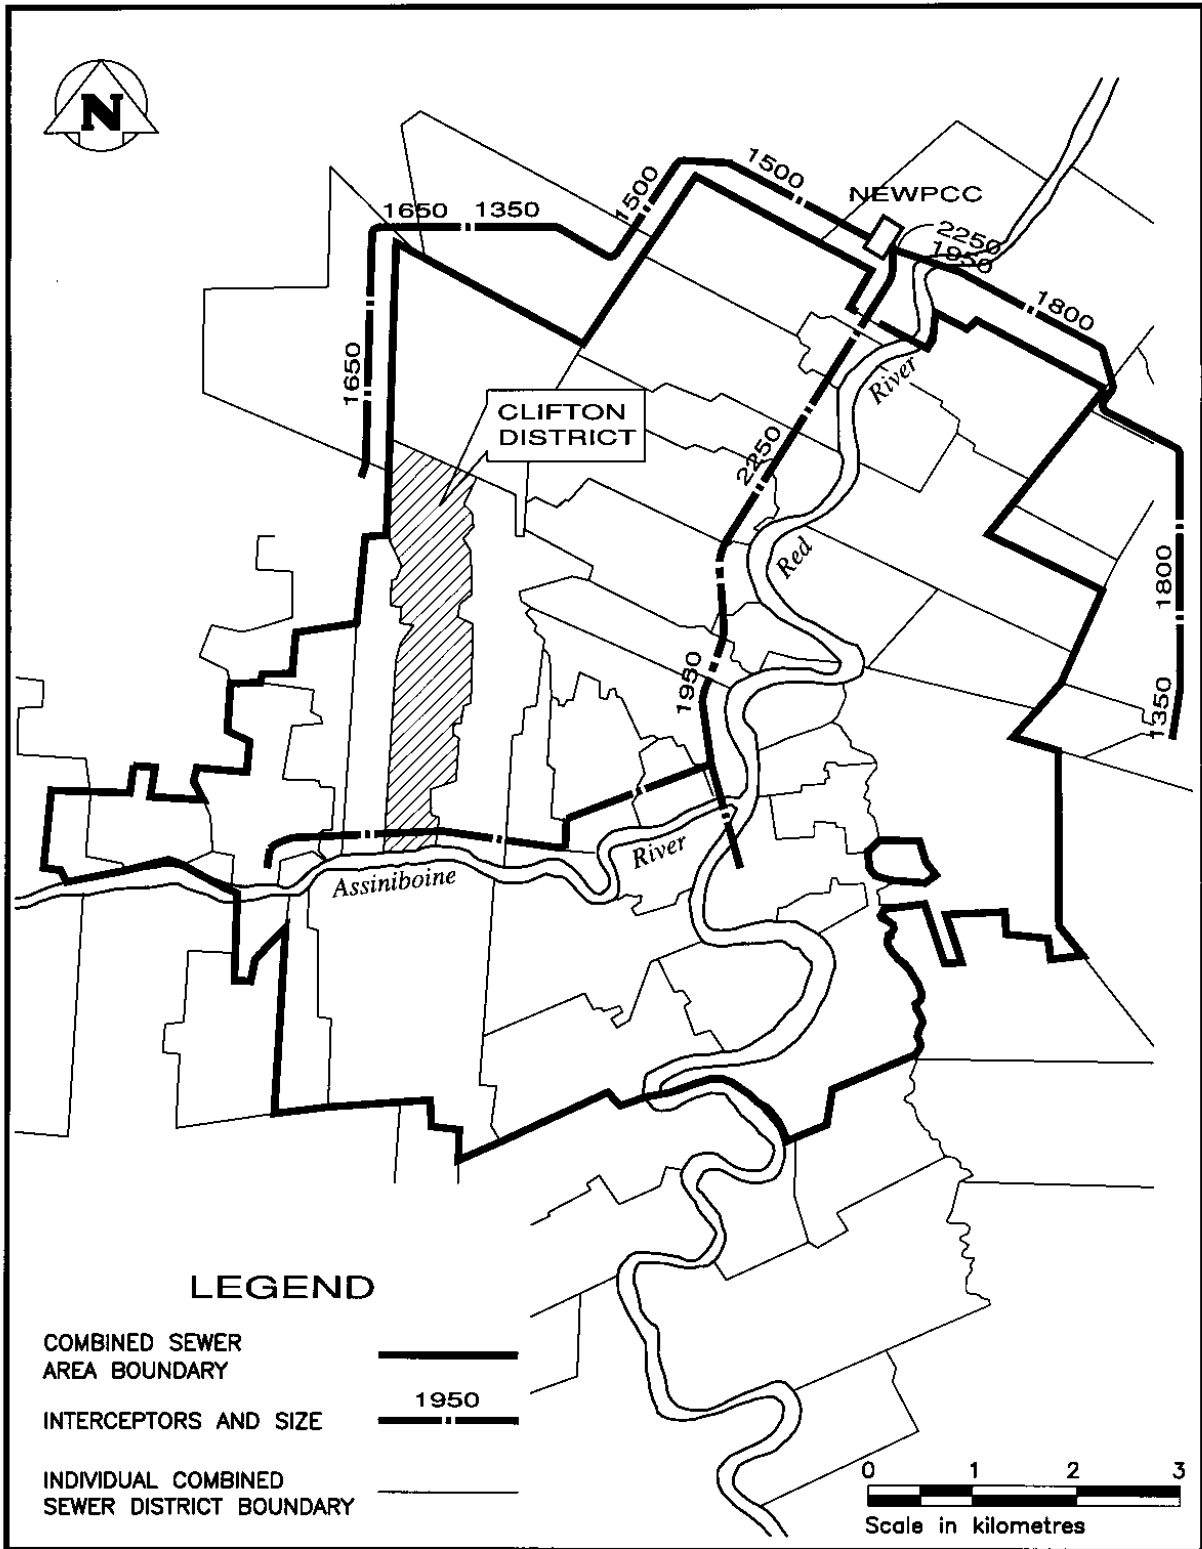 N
1500
1500
NEWPCC
1650
1350
2250
1950
1800
1650
CLIFTON
DISTRICT
River
2250
Red
1800
1950
1350
River
Assiniboine
LEGEND
COMBINED SEWER
AREA BOUNDARY
1950
INTERCEPTORS AND SIZE
INDIVIDUAL COMBINED
SEWER DISTRICT BOUNDARY
0 1 2 3
Scale in kilometres